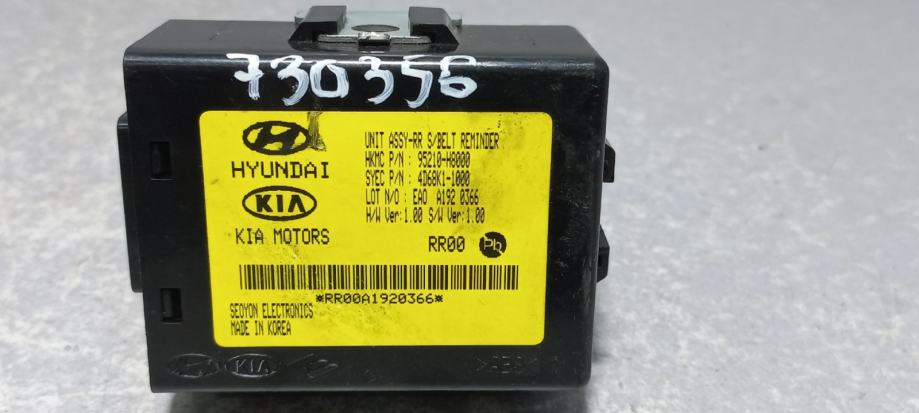 730356
HYUNDAI
KIA
KIA MOTORS
UNIT ASSY-RR S/BELT REMINDER
HKMC P/N : 95210-H8000
SYEC P/N : 4D68K1-1000
LOT N/O : EAO A192 0366
H/W Ver:1.00 S/W Ver:1.00
RR00 Pb
*RR00A1920366*
SEOYON ELECTRONICS
MADE IN KOREA
KIA